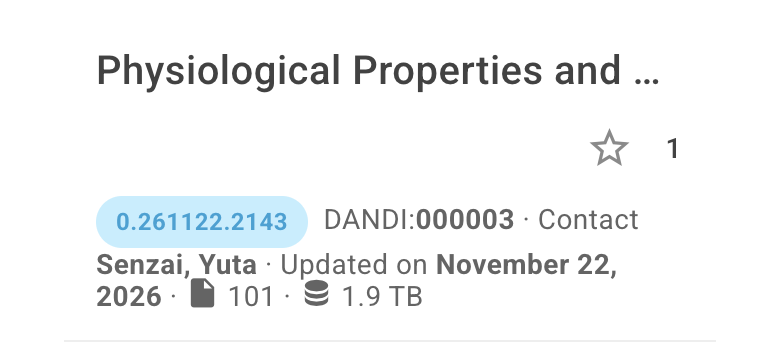 Physiological Properties and ...
1
0.261122.2143 DANDI:000003 · Contact
Senzai, Yuta · Updated on November 22,
2026 · 101 · 1.9 TB